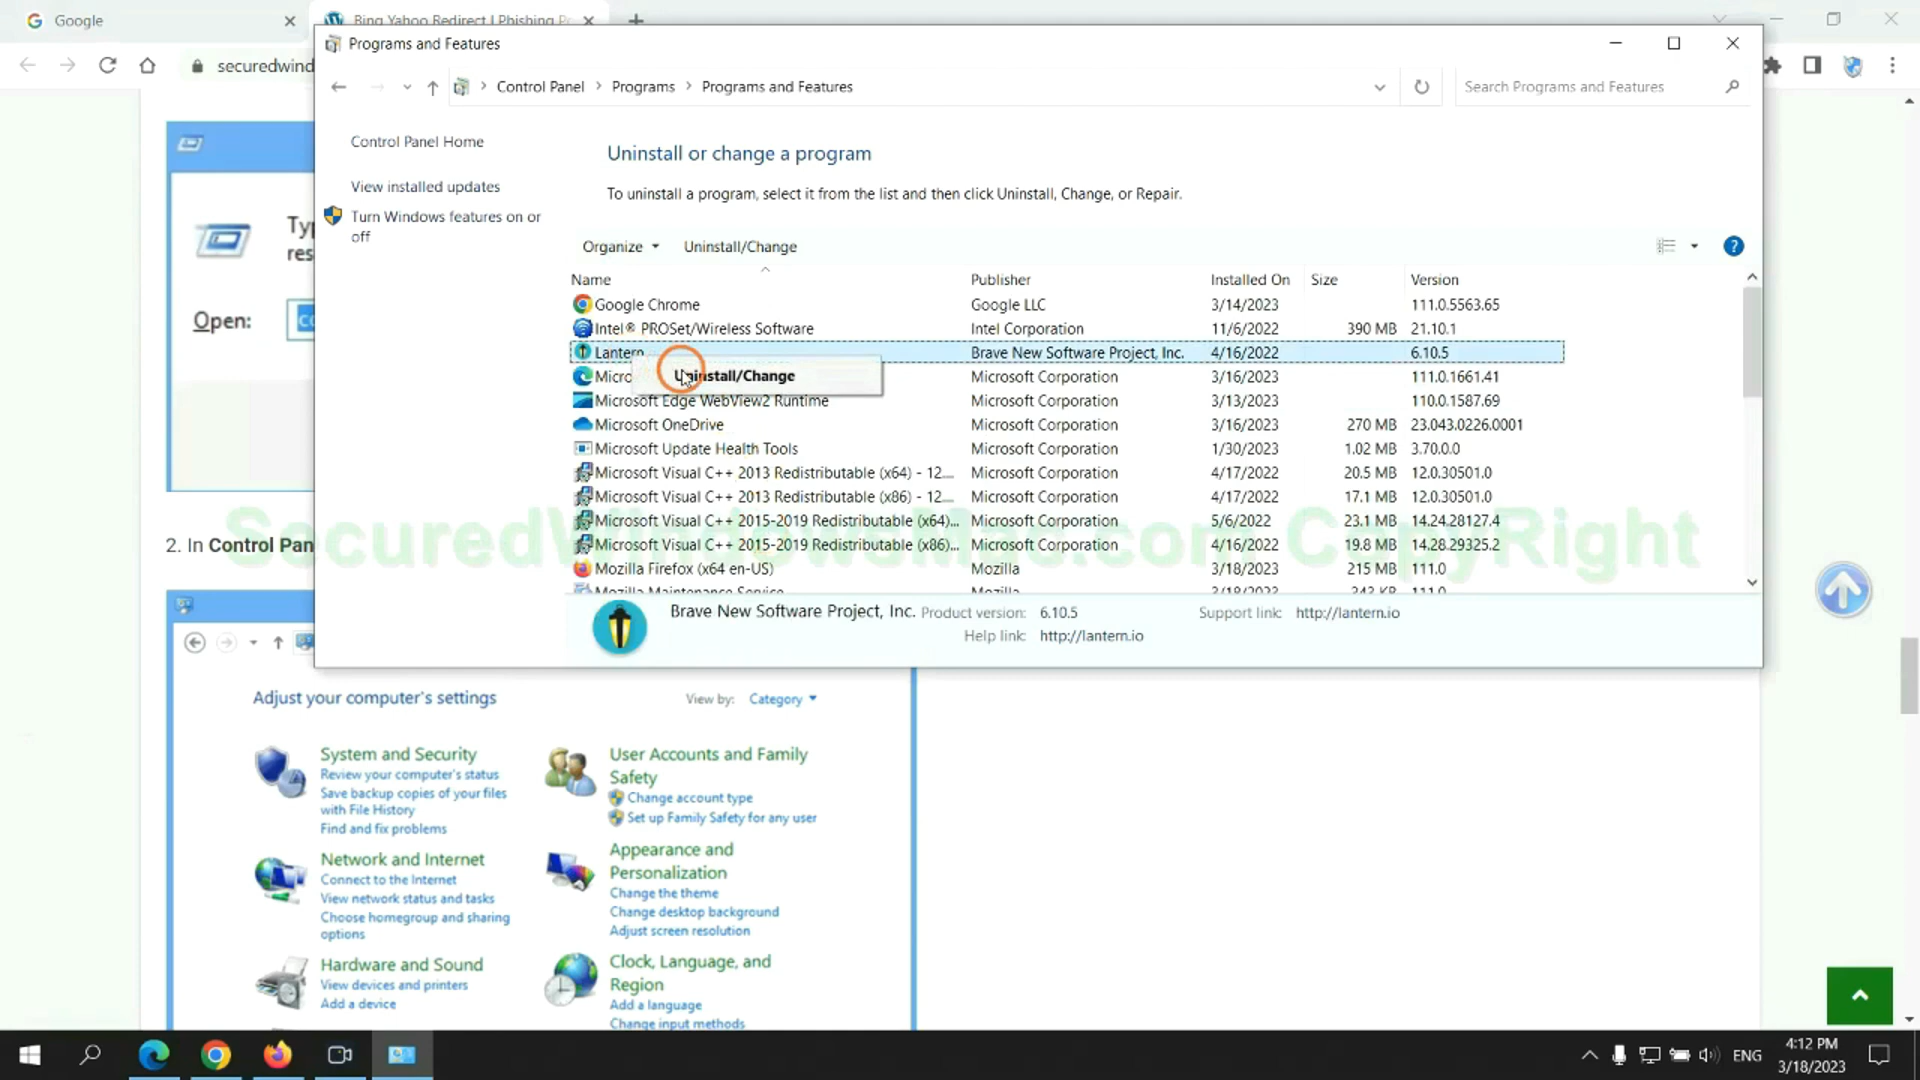 Google
Bing Yahoo Redirect | Phishing P
securedwind
Programs and Features
Control Panel > Programs > Programs and Features
Search Programs and Features
Control Panel Home
View installed updates
Turn Windows features on or
off
Uninstall or change a program
To uninstall a program, select it from the list and then click Uninstall, Change, or Repair.
Organize Uninstall/Change
Name Publisher Installed On Size Version
Google Chrome Google LLC 3/14/2023 111.0.5563.65
Intel® PROSet/Wireless Software Intel Corporation 11/6/2022 390 MB 21.10.1
Lantern Brave New Software Project, Inc. 4/16/2022 6.10.5
Uninstall/Change
Micro Microsoft Corporation 3/16/2023 111.0.1661.41
Microsoft Edge WebView2 Runtime Microsoft Corporation 3/13/2023 110.0.1587.69
Microsoft OneDrive Microsoft Corporation 3/16/2023 270 MB 23.043.0226.0001
Microsoft Update Health Tools Microsoft Corporation 1/30/2023 1.02 MB 3.70.0.0
Microsoft Visual C++ 2013 Redistributable (x64) - 12.... Microsoft Corporation 4/17/2022 20.5 MB 12.0.30501.0
Microsoft Visual C++ 2013 Redistributable (x86) - 12.... Microsoft Corporation 4/17/2022 17.1 MB 12.0.30501.0
Microsoft Visual C++ 2015-2019 Redistributable (x64)... Microsoft Corporation 5/6/2022 23.1 MB 14.24.28127.4
Microsoft Visual C++ 2015-2019 Redistributable (x86)... Microsoft Corporation 4/16/2022 19.8 MB 14.28.29325.2
Mozilla Firefox (x64 en-US) Mozilla 3/18/2023 215 MB 111.0
Mozilla Maintenance Service Mozilla 3/18/2023 343 KB 111.0
Brave New Software Project, Inc. Product version: 6.10.5 Support link: http://lantern.io
Help link: http://lantern.io
SecuredWindowsMac.com Copy Right
Ty
res
Open: co
2. In Control Pan
Adjust your computer's settings
View by: Category
System and Security
Review your computer's status
Save backup copies of your files
with File History
Find and fix problems
Network and Internet
Connect to the Internet
View network status and tasks
Choose homegroup and sharing
options
Hardware and Sound
View devices and printers
Add a device
User Accounts and Family
Safety
Change account type
Set up Family Safety for any user
Appearance and
Personalization
Change the theme
Change desktop background
Adjust screen resolution
Clock, Language, and
Region
Add a language
Change input methods
ENG
4:12 PM
3/18/2023